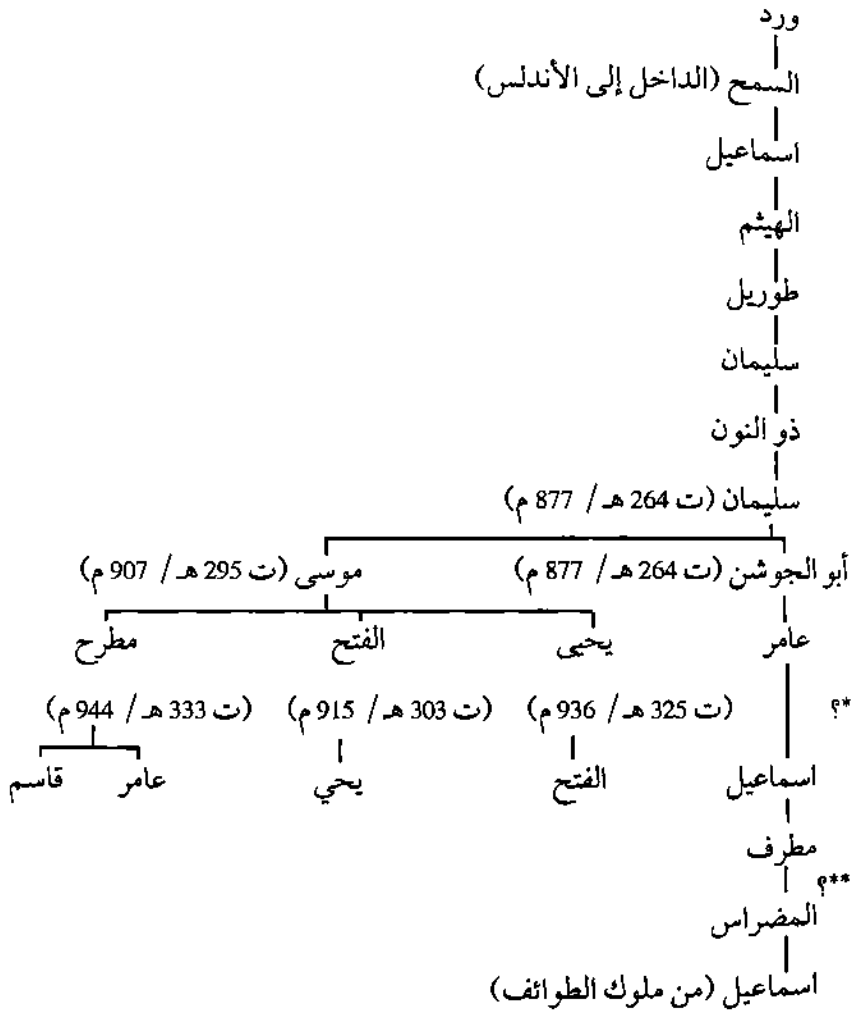 ورد
السمح (الداخل إلى الأندلس)
اسماعيل
الهيثم
طوريل
سليمان
ذو النون
سليمان (ت 264 هـ / 877 م)
أبو الجوشن (ت 264 هـ / 877 م) موسى (ت 295 هـ / 907 م)
عامر يحيى الفتح مطرح
*؟ (ت 325 هـ / 936 م) (ت 303 هـ / 915 م) (ت 333 هـ / 944 م)
اسماعيل الفتح يحي عامر قاسم
مطرف
**؟
المضراس
اسماعيل (من ملوك الطوائف)